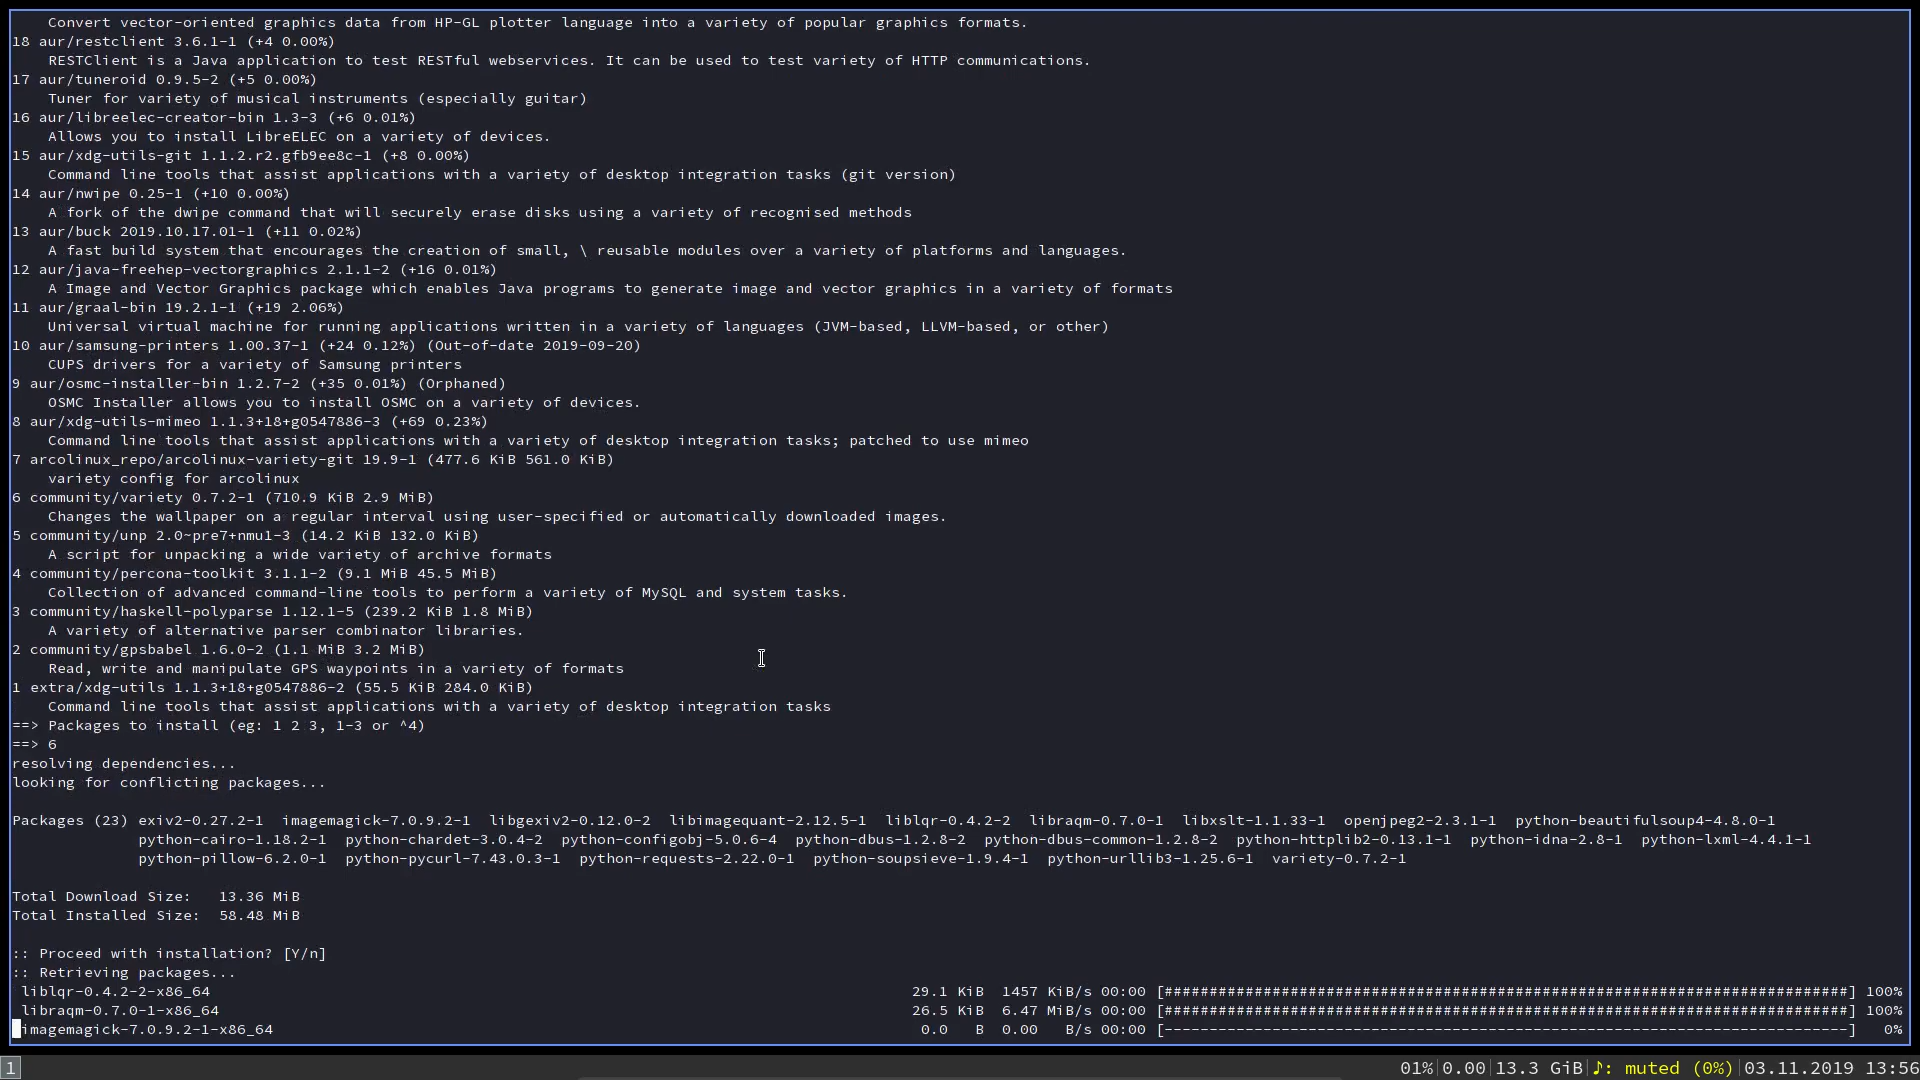 Convert vector-oriented graphics data from HP-GL plotter language into a variety of popular graphics formats.
18 aur/restclient 3.6.1-1 (+4 0.00%)
RESTClient is a Java application to test RESTful webservices. It can be used to test variety of HTTP communications.
17 aur/tuneroid 0.9.5-2 (+5 0.00%)
Tuner for variety of musical instruments (especially guitar)
16 aur/libreelec-creator-bin 1.3-3 (+6 0.01%)
Allows you to install LibreELEC on a variety of devices.
15 aur/xdg-utils-git 1.1.2.r2.gfb9ee8c-1 (+8 0.00%)
Command line tools that assist applications with a variety of desktop integration tasks (git version)
14 aur/nwipe 0.25-1 (+10 0.00%)
A fork of the dwipe command that will securely erase disks using a variety of recognised methods
13 aur/buck 2019.10.17.01-1 (+11 0.02%)
A fast build system that encourages the creation of small, \ reusable modules over a variety of platforms and languages.
12 aur/java-freehep-vectorgraphics 2.1.1-2 (+16 0.01%)
A Image and Vector Graphics package which enables Java programs to generate image and vector graphics in a variety of formats
11 aur/graal-bin 19.2.1-1 (+19 2.06%)
Universal virtual machine for running applications written in a variety of languages (JVM-based, LLVM-based, or other)
10 aur/samsung-printers 1.00.37-1 (+24 0.12%) (Out-of-date 2019-09-20)
CUPS drivers for a variety of Samsung printers
9 aur/osmc-installer-bin 1.2.7-2 (+35 0.01%) (Orphaned)
OSMC Installer allows you to install OSMC on a variety of devices.
8 aur/xdg-utils-mimeo 1.1.3+18+g0547886-3 (+69 0.23%)
Command line tools that assist applications with a variety of desktop integration tasks; patched to use mimeo
7 arcolinux_repo/arcolinux-variety-git 19.9-1 (477.6 KiB 561.0 KiB)
variety config for arcolinux
6 community/variety 0.7.2-1 (710.9 KiB 2.9 MiB)
Changes the wallpaper on a regular interval using user-specified or automatically downloaded images.
5 community/unp 2.0~pre7+nmu1-3 (14.2 KiB 132.0 KiB)
A script for unpacking a wide variety of archive formats
4 community/percona-toolkit 3.1.1-2 (9.1 MiB 45.5 MiB)
Collection of advanced command-line tools to perform a variety of MySQL and system tasks.
3 community/haskell-polyparse 1.12.1-5 (239.2 KiB 1.8 MiB)
A variety of alternative parser combinator libraries.
2 community/gpsbabel 1.6.0-2 (1.1 MiB 3.2 MiB)
Read, write and manipulate GPS waypoints in a variety of formats
1 extra/xdg-utils 1.1.3+18+g0547886-2 (55.5 KiB 284.0 KiB)
Command line tools that assist applications with a variety of desktop integration tasks
==> Packages to install (eg: 1 2 3, 1-3 or ^4)
==> 6
resolving dependencies...
looking for conflicting packages...
Packages (23) exiv2-0.27.2-1 imagemagick-7.0.9.2-1 libgexiv2-0.12.0-2 libimagequant-2.12.5-1 liblqr-0.4.2-2 libraqm-0.7.0-1 libxslt-1.1.33-1 openjpeg2-2.3.1-1 python-beautifulsoup4-4.8.0-1
python-cairo-1.18.2-1 python-chardet-3.0.4-2 python-configobj-5.0.6-4 python-dbus-1.2.8-2 python-dbus-common-1.2.8-2 python-httplib2-0.13.1-1 python-idna-2.8-1 python-lxml-4.4.1-1
python-pillow-6.2.0-1 python-pycurl-7.43.0.3-1 python-requests-2.22.0-1 python-soupsieve-1.9.4-1 python-urllib3-1.25.6-1 variety-0.7.2-1
Total Download Size: 13.36 MiB
Total Installed Size: 58.48 MiB
:: Proceed with installation? [Y/n]
:: Retrieving packages...
liblqr-0.4.2-2-x86_64 29.1 KiB 1457 KiB/s 00:00 [############################################################################] 100%
libraqm-0.7.0-1-x86_64 26.5 KiB 6.47 MiB/s 00:00 [############################################################################] 100%
imagemagick-7.0.9.2-1-x86_64 0.0 B 0.00 B/s 00:00 [----------------------------------------------------------------------------] 0%
1 01%|0.00|13.3 GiB|♪: muted (0%)|03.11.2019 13:56